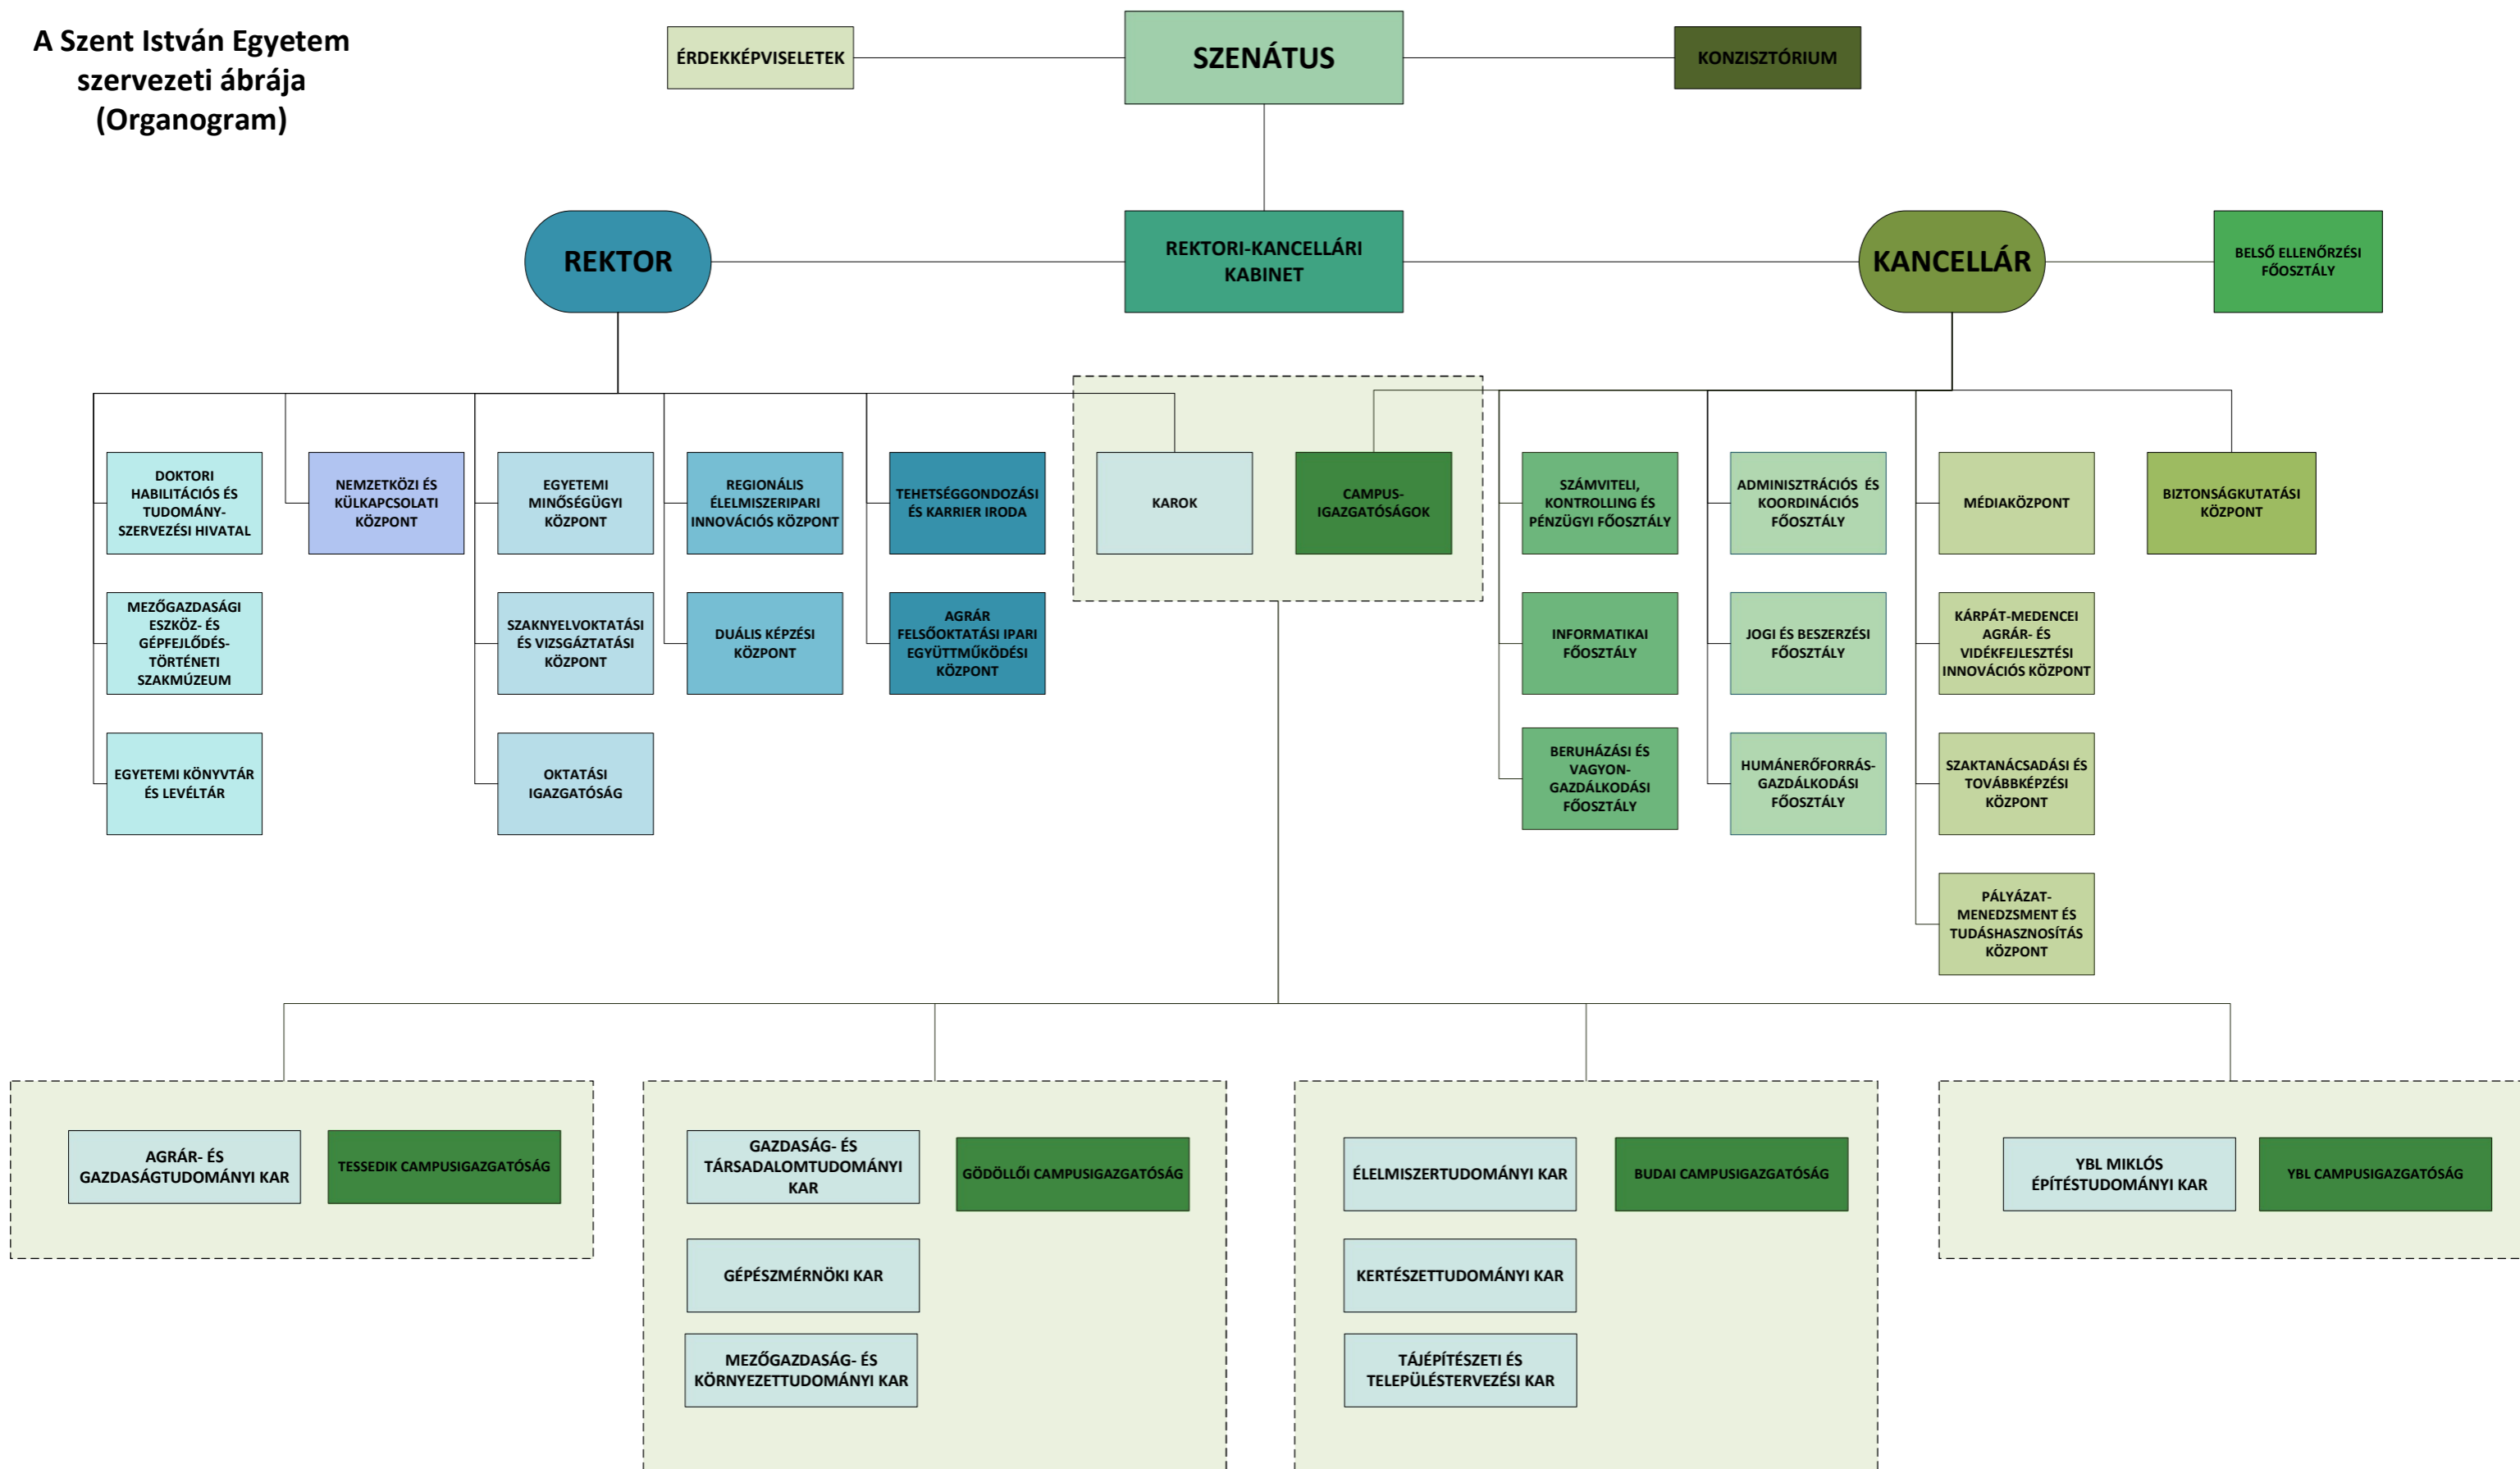 A Szent István Egyetem
szervezeti ábrája
(Organogram)
ÉRDEKKÉPVISELETEK
SZENÁTUS
KONZISZTÓRIUM
REKTOR
REKTORI-KANCELLÁRI
KABINET
KANCELLÁR
BELSŐ ELLENŐRZÉSI
FŐOSZTÁLY
DOKTORI
HABILITÁCIÓS ÉS
TUDOMÁNY-
SZERVEZÉSI HIVATAL
NEMZETKÖZI ÉS
KÜLKAPCSOLATI
KÖZPONT
EGYETEMI
MINŐSÉGÜGYI
KÖZPONT
REGIONÁLIS
ÉLELMISZERIPARI
INNOVÁCIÓS KÖZPONT
TEHETSÉGGONDOZÁSI
ÉS KARRIER IRODA
KAROK
CAMPUS-
IGAZGATÓSÁGOK
SZÁMVITELI,
KONTROLLING ÉS
PÉNZÜGYI FŐOSZTÁLY
ADMINISZTRÁCIÓS ÉS
KOORDINÁCIÓS
FŐOSZTÁLY
MÉDIAKÖZPONT
BIZTONSÁGKUTATÁSI
KÖZPONT
MEZŐGAZDASÁGI
ESZKÖZ- ÉS
GÉPFEJLŐDÉS-
TÖRTÉNETI
SZAKMÚZEUM
SZAKNYELVOKTATÁSI
ÉS VIZSGÁZTATÁSI
KÖZPONT
DUÁLIS KÉPZÉSI
KÖZPONT
AGRÁR
FELSŐOKTATÁSI IPARI
EGYÜTTMŰKÖDÉSI
KÖZPONT
INFORMATIKAI
FŐOSZTÁLY
JOGI ÉS BESZERZÉSI
FŐOSZTÁLY
KÁRPÁT-MEDENCEI
AGRÁR- ÉS
VIDÉKFEJLESZTÉSI
INNOVÁCIÓS KÖZPONT
EGYETEMI KÖNYVTÁR
ÉS LEVÉLTÁR
OKTATÁSI
IGAZGATÓSÁG
BERUHÁZÁSI ÉS
VAGYON-
GAZDÁLKODÁSI
FŐOSZTÁLY
HUMÁNERŐFORRÁS-
GAZDÁLKODÁSI
FŐOSZTÁLY
SZAKTANÁCSADÁSI ÉS
TOVÁBBKÉPZÉSI
KÖZPONT
PÁLYÁZAT-
MENEDZSMENT ÉS
TUDÁSHASZNOSÍTÁS
KÖZPONT
AGRÁR- ÉS
GAZDASÁGTUDOMÁNYI KAR
TESSEDIK CAMPUSIGAZGATÓSÁG
GAZDASÁG- ÉS
TÁRSADALOMTUDOMÁNYI
KAR
GÖDÖLLŐI CAMPUSIGAZGATÓSÁG
GÉPÉSZMÉRNÖKI KAR
MEZŐGAZDASÁG- ÉS
KÖRNYEZETTUDOMÁNYI KAR
ÉLELMISZERTUDOMÁNYI KAR
BUDAI CAMPUSIGAZGATÓSÁG
KERTÉSZETTUDOMÁNYI KAR
TÁJÉPÍTÉSZETI ÉS
TELEPÜLÉSTERVEZÉSI KAR
YBL MIKLÓS
ÉPÍTÉSTUDOMÁNYI KAR
YBL CAMPUSIGAZGATÓSÁG